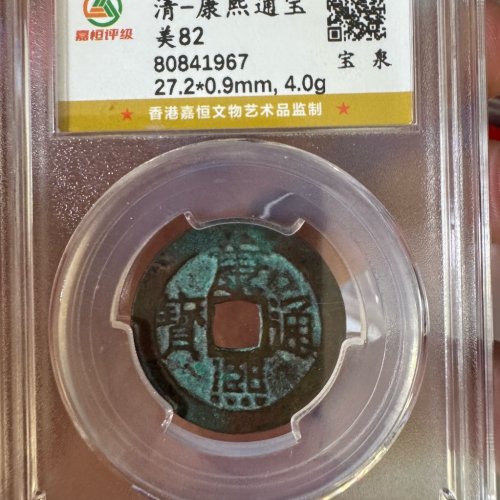 嘉恒评级
清-康熙通宝
美82
80841967
宝 泉
27.2*0.9mm, 4.0g
★ 香港嘉恒文物艺术品监制 ★
康熙通寶